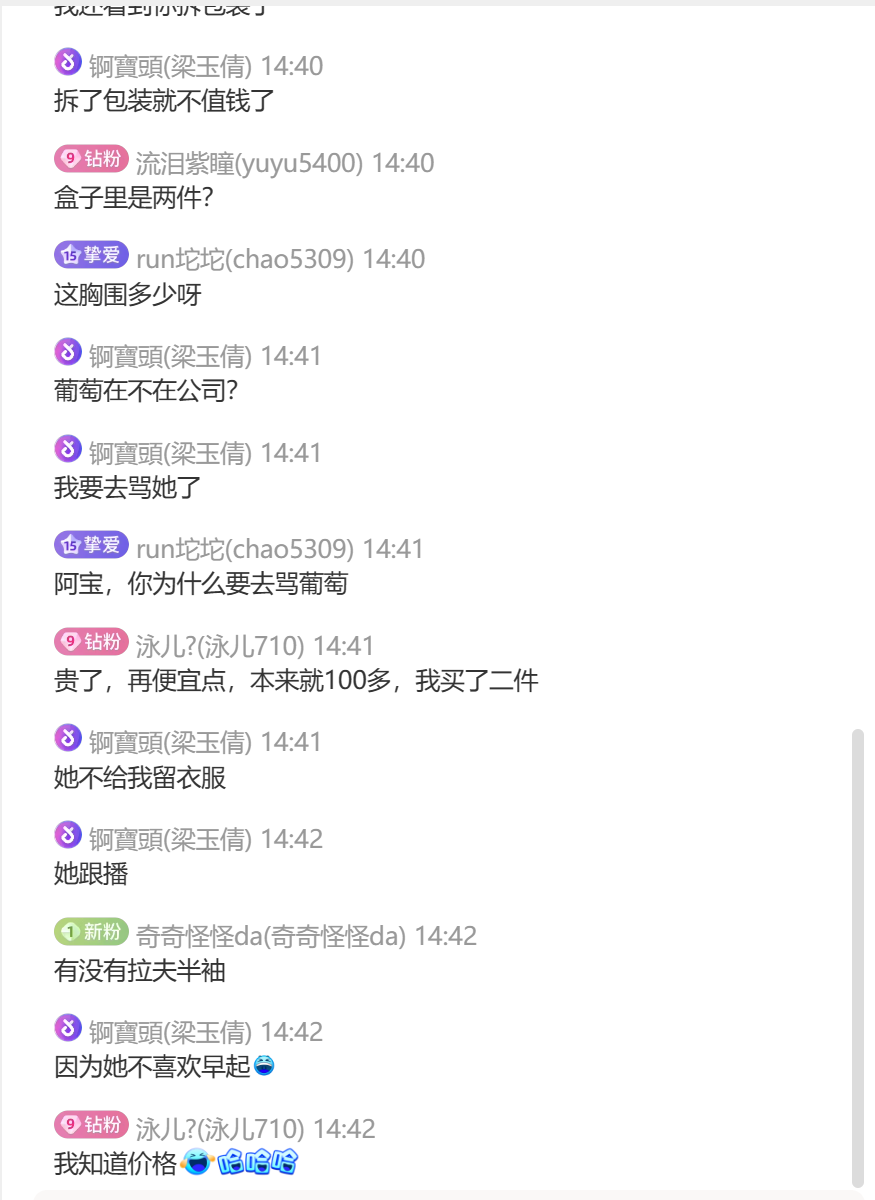 我还看到你拆包装了
锕寶頭(梁玉倩) 14:40
拆了包装就不值钱了
9 钻粉 流泪紫瞳(yuyu5400) 14:40
盒子里是两件?
15 挚爱 run坨坨(chao5309) 14:40
这胸围多少呀
锕寶頭(梁玉倩) 14:41
葡萄在不在公司?
锕寶頭(梁玉倩) 14:41
我要去骂她了
15 挚爱 run坨坨(chao5309) 14:41
阿宝，你为什么要去骂葡萄
9 钻粉 泳儿?(泳儿710) 14:41
贵了，再便宜点，本来就100多，我买了二件
锕寶頭(梁玉倩) 14:41
她不给我留衣服
锕寶頭(梁玉倩) 14:42
她跟播
1 新粉 奇奇怪怪da(奇奇怪怪da) 14:42
有没有拉夫半袖
锕寶頭(梁玉倩) 14:42
因为她不喜欢早起
9 钻粉 泳儿?(泳儿710) 14:42
我知道价格 哈哈哈